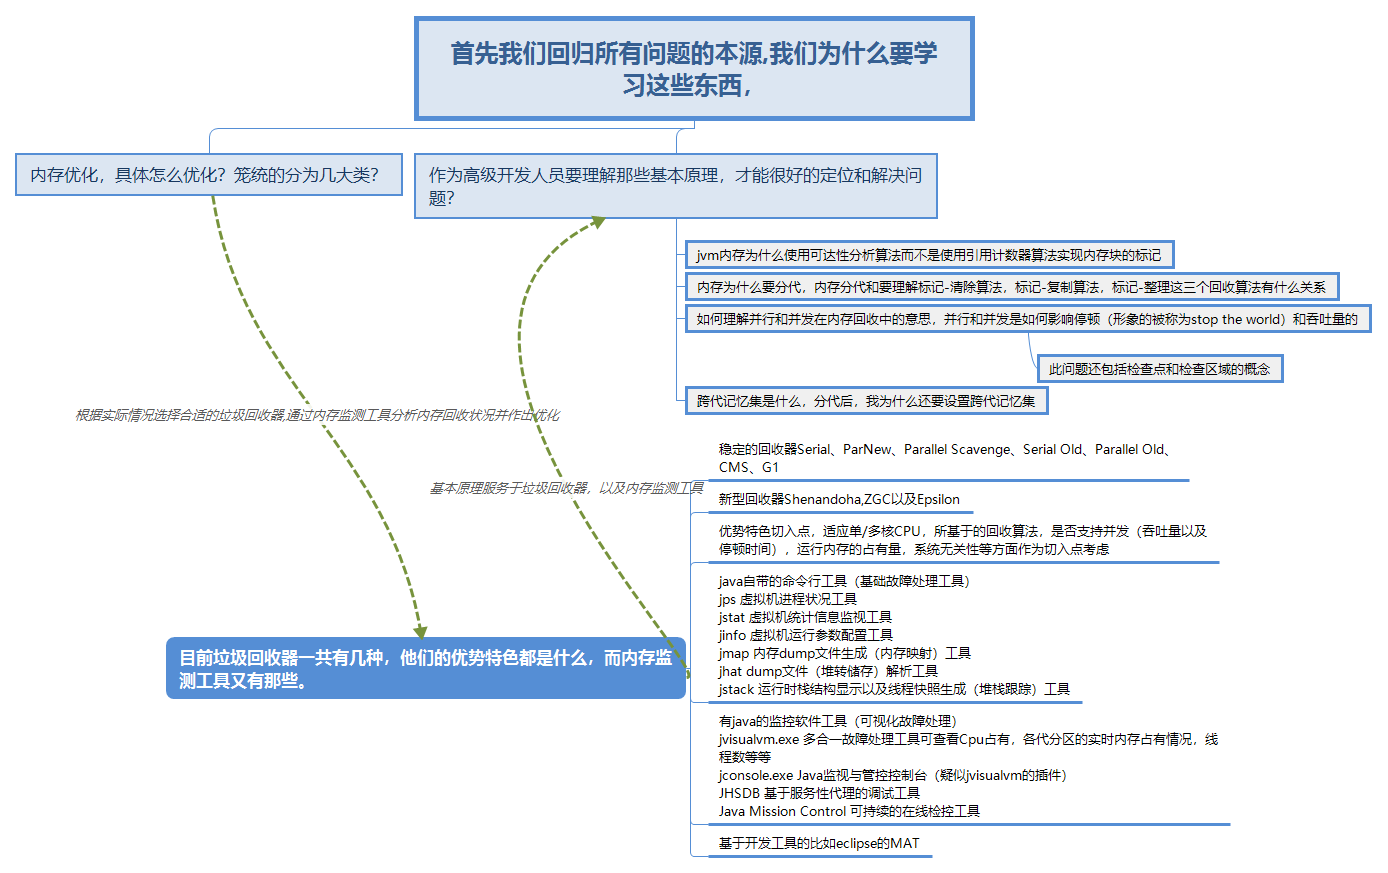 首先我们回归所有问题的本源,我们为什么要学
习这些东西，
内存优化，具体怎么优化？笼统的分为几大类？
作为高级开发人员要理解那些基本原理，才能很好的定位和解决问
题？
jvm内存为什么使用可达性分析算法而不是使用引用计数器算法实现内存块的标记
内存为什么要分代，内存分代和要理解标记-清除算法，标记-复制算法，标记-整理这三个回收算法有什么关系
如何理解并行和并发在内存回收中的意思，并行和并发是如何影响停顿（形象的被称为stop the world）和吞吐量的
此问题还包括检查点和检查区域的概念
跨代记忆集是什么，分代后，我为什么还要设置跨代记忆集
根据实际情况选择合适的垃圾回收器,通过内存监测工具分析内存回收状况并作出优化
基本原理服务于垃圾回收器，以及内存监测工具
目前垃圾回收器一共有几种，他们的优势特色都是什么，而内存监
测工具又有那些。
稳定的回收器Serial、ParNew、Parallel Scavenge、Serial Old、Parallel Old、
CMS、G1
新型回收器Shenandoha,ZGC以及Epsilon
优势特色切入点，适应单/多核CPU，所基于的回收算法，是否支持并发（吞吐量以及
停顿时间），运行内存的占有量，系统无关性等方面作为切入点考虑
java自带的命令行工具（基础故障处理工具）
jps 虚拟机进程状况工具
jstat 虚拟机统计信息监视工具
jinfo 虚拟机运行参数配置工具
jmap 内存dump文件生成（内存映射）工具
jhat dump文件（堆转储存）解析工具
jstack 运行时栈结构显示以及线程快照生成（堆栈跟踪）工具
有java的监控软件工具（可视化故障处理）
jvisualvm.exe 多合一故障处理工具可查看Cpu占有，各代分区的实时内存占有情况，线
程数等等
jconsole.exe Java监视与管控控制台（疑似jvisualvm的插件）
JHSDB 基于服务性代理的调试工具
Java Mission Control 可持续的在线检控工具
基于开发工具的比如eclipse的MAT